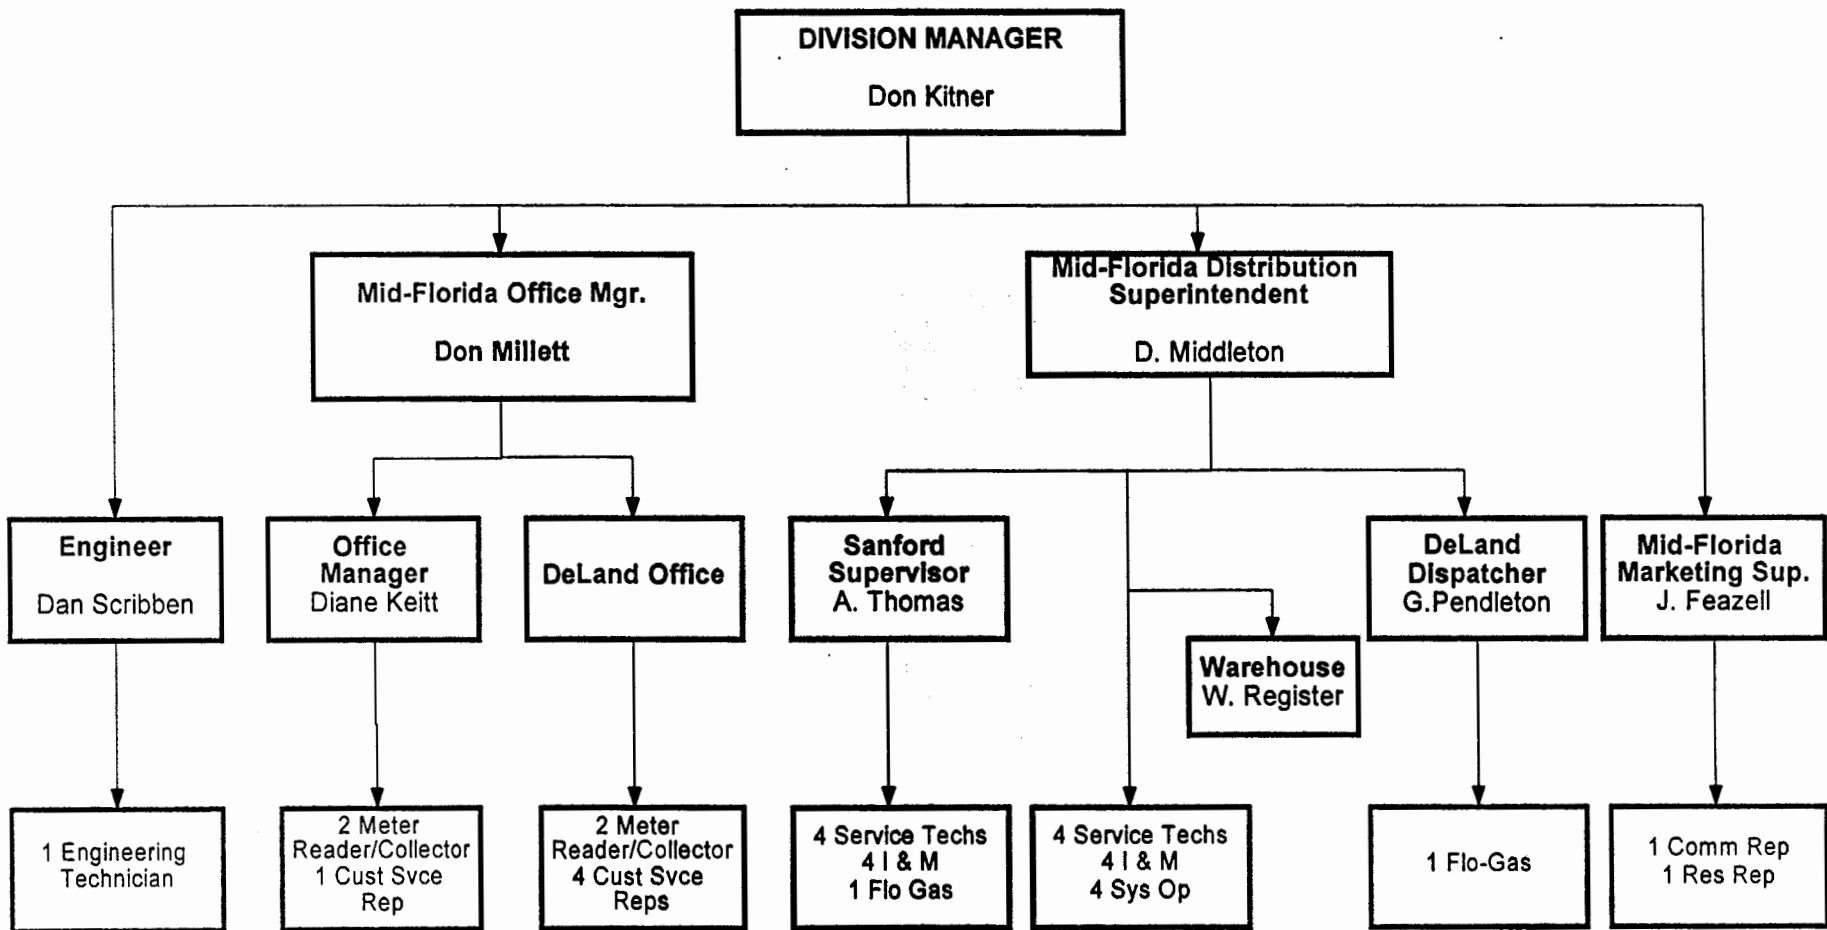 DIVISION MANAGER
Don Kitner
Mid-Florida Office Mgr.
Don Millett
Mid-Florida Distribution
Superintendent
D. Middleton
Engineer
Dan Scribben
Office
Manager
Diane Keitt
DeLand Office
Sanford
Supervisor
A. Thomas
DeLand
Dispatcher
G.Pendleton
Mid-Florida
Marketing Sup.
J. Feazell
Warehouse
W. Register
1 Engineering
Technician
2 Meter
Reader/Collector
1 Cust Svce
Rep
2 Meter
Reader/Collector
4 Cust Svce
Reps
4 Service Techs
4 I & M
1 Flo Gas
4 Service Techs
4 I & M
4 Sys Op
1 Flo-Gas
1 Comm Rep
1 Res Rep